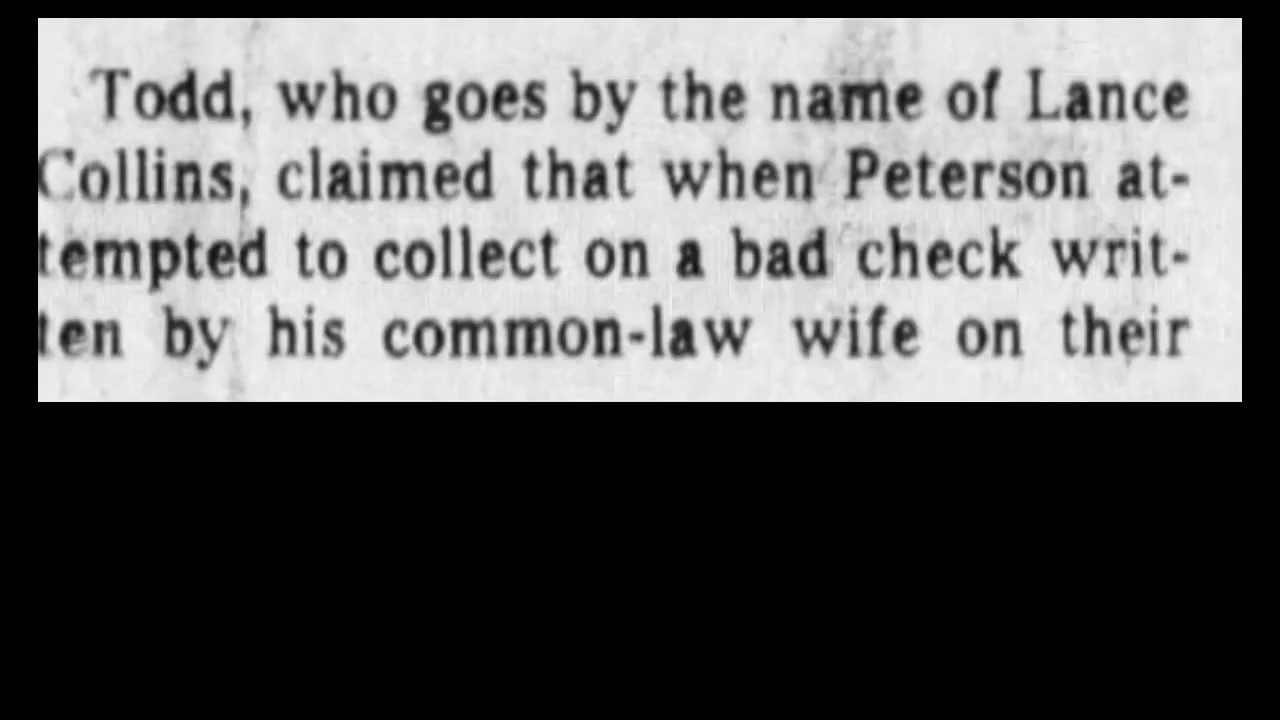 Todd, who goes by the name of Lance
Collins, claimed that when Peterson at-
tempted to collect on a bad check writ-
ten by his common-law wife on their